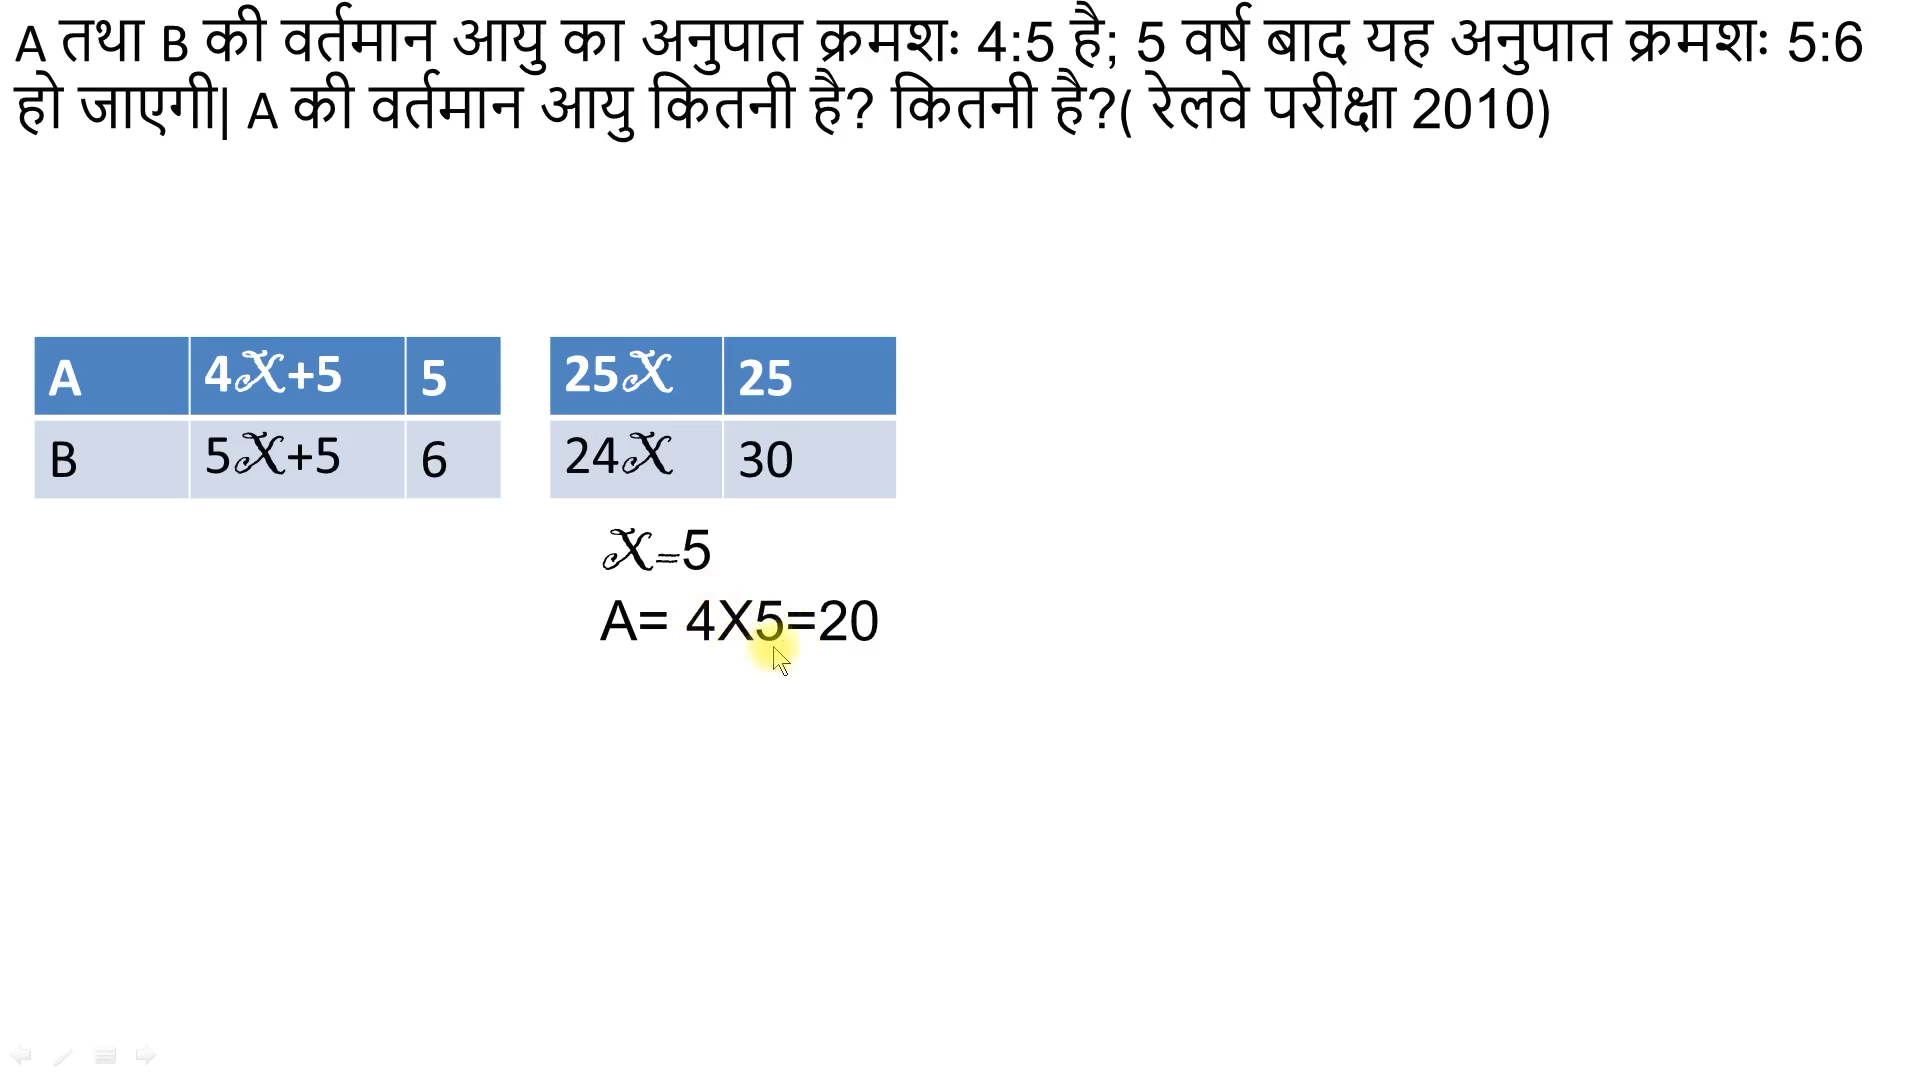 A तथा B की वर्तमान आयु का अनुपात क्रमशः 4:5 है; 5 वर्ष बाद यह अनुपात क्रमशः 5:6
हो जाएगी| A की वर्तमान आयु कितनी है? कितनी है?( रेलवे परीक्षा 2010)
A 4X+5 5 25X 25
B 5X+5 6 24X 30
X=5
A= 4X5=20